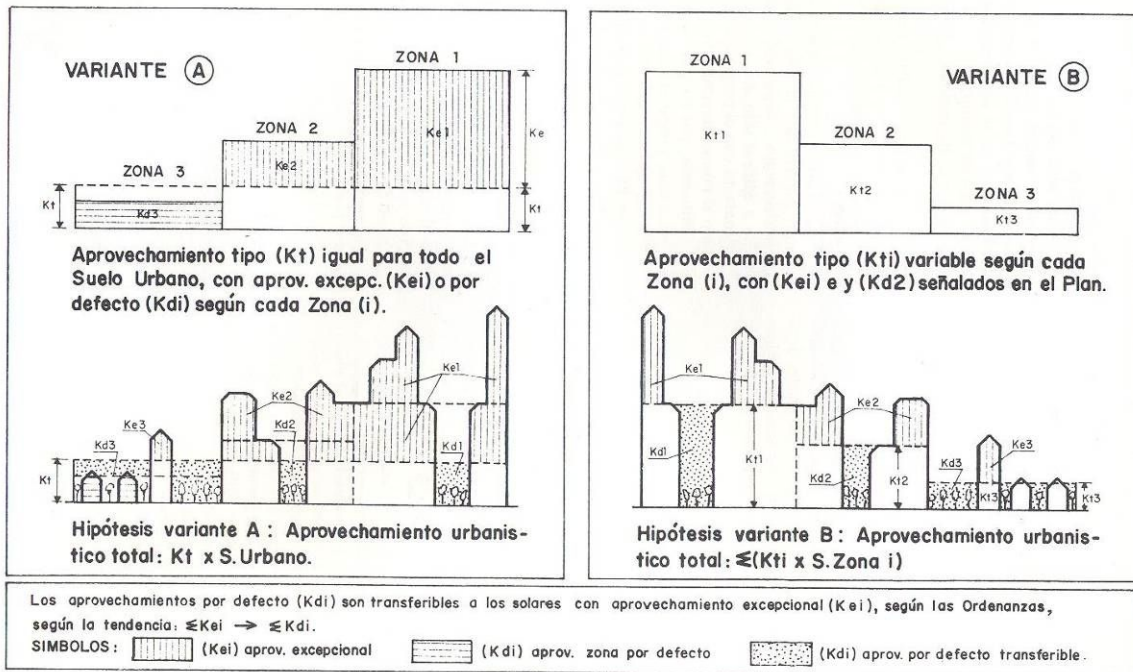 VARIANTE A
ZONA 1
ZONA 2
ZONA 3
Ke1
Ke2
Kd3
Kt
Ke
Kt
Aprovechamiento tipo (Kt) igual para todo el
Suelo Urbano, con aprov. excepc. (Kei) o por
defecto (Kdi) según cada Zona (i).
Ke1
Ke2
Ke3
Kd2
Kd1
Kd3
Kt
Hipótesis variante A: Aprovechamiento urbanis-
tico total: Kt x S. Urbano.
ZONA 1
VARIANTE B
ZONA 2
ZONA 3
Kt1
Kt2
Kt3
Aprovechamiento tipo (Kti) variable según cada
Zona (i), con (Kei) e y (Kd2) señalados en el Plan.
Ke1
Ke2
Ke3
Kd1
Kt1
Kd2
Kt2
Kd3
Kt3
Kt3
Hipótesis variante B: Aprovechamiento urbanis-
tico total: ≤(Kti x S. Zona i)
Los aprovechamientos por defecto (Kdi) son transferibles a los solares con aprovechamiento excepcional (Kei), según las Ordenanzas,
según la tendencia: ≤Kei → ≤Kdi.
SIMBOLOS: (Kei) aprov. excepcional (Kdi) aprov. zona por defecto (Kdi) aprov. por defecto transferible.